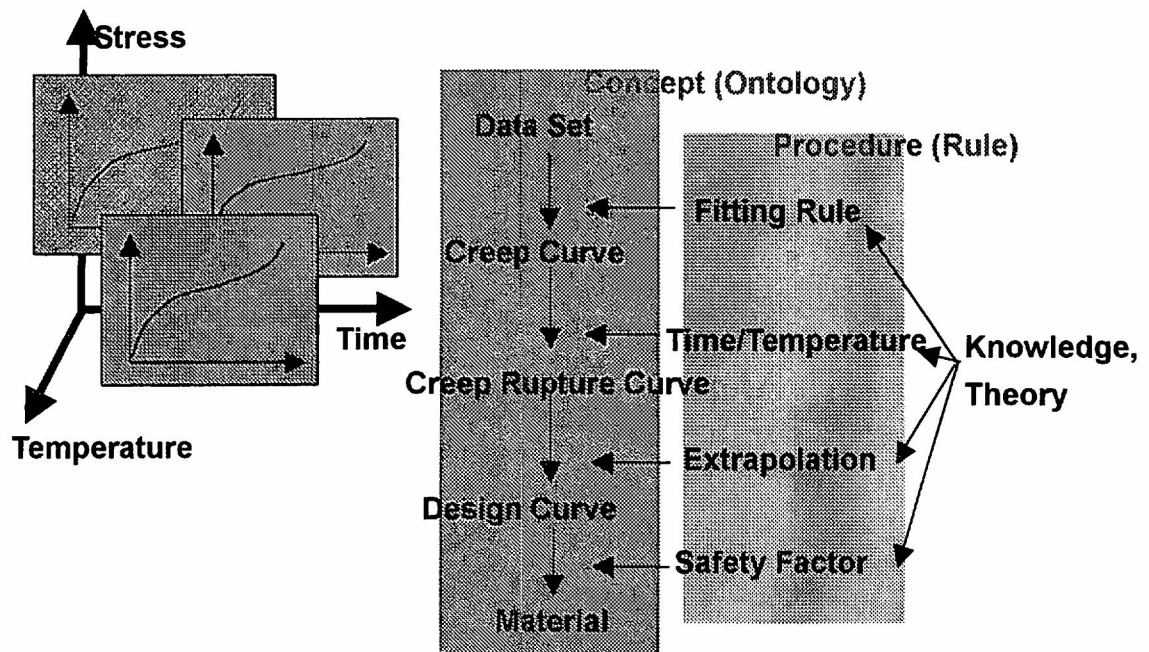 Stress
Time
Temperature
Concept (Ontology)
Data Set
Creep Curve
Creep Rupture Curve
Design Curve
Material
Procedure (Rule)
Fitting Rule
Time/Temperature
Extrapolation
Safety Factor
Knowledge,
Theory